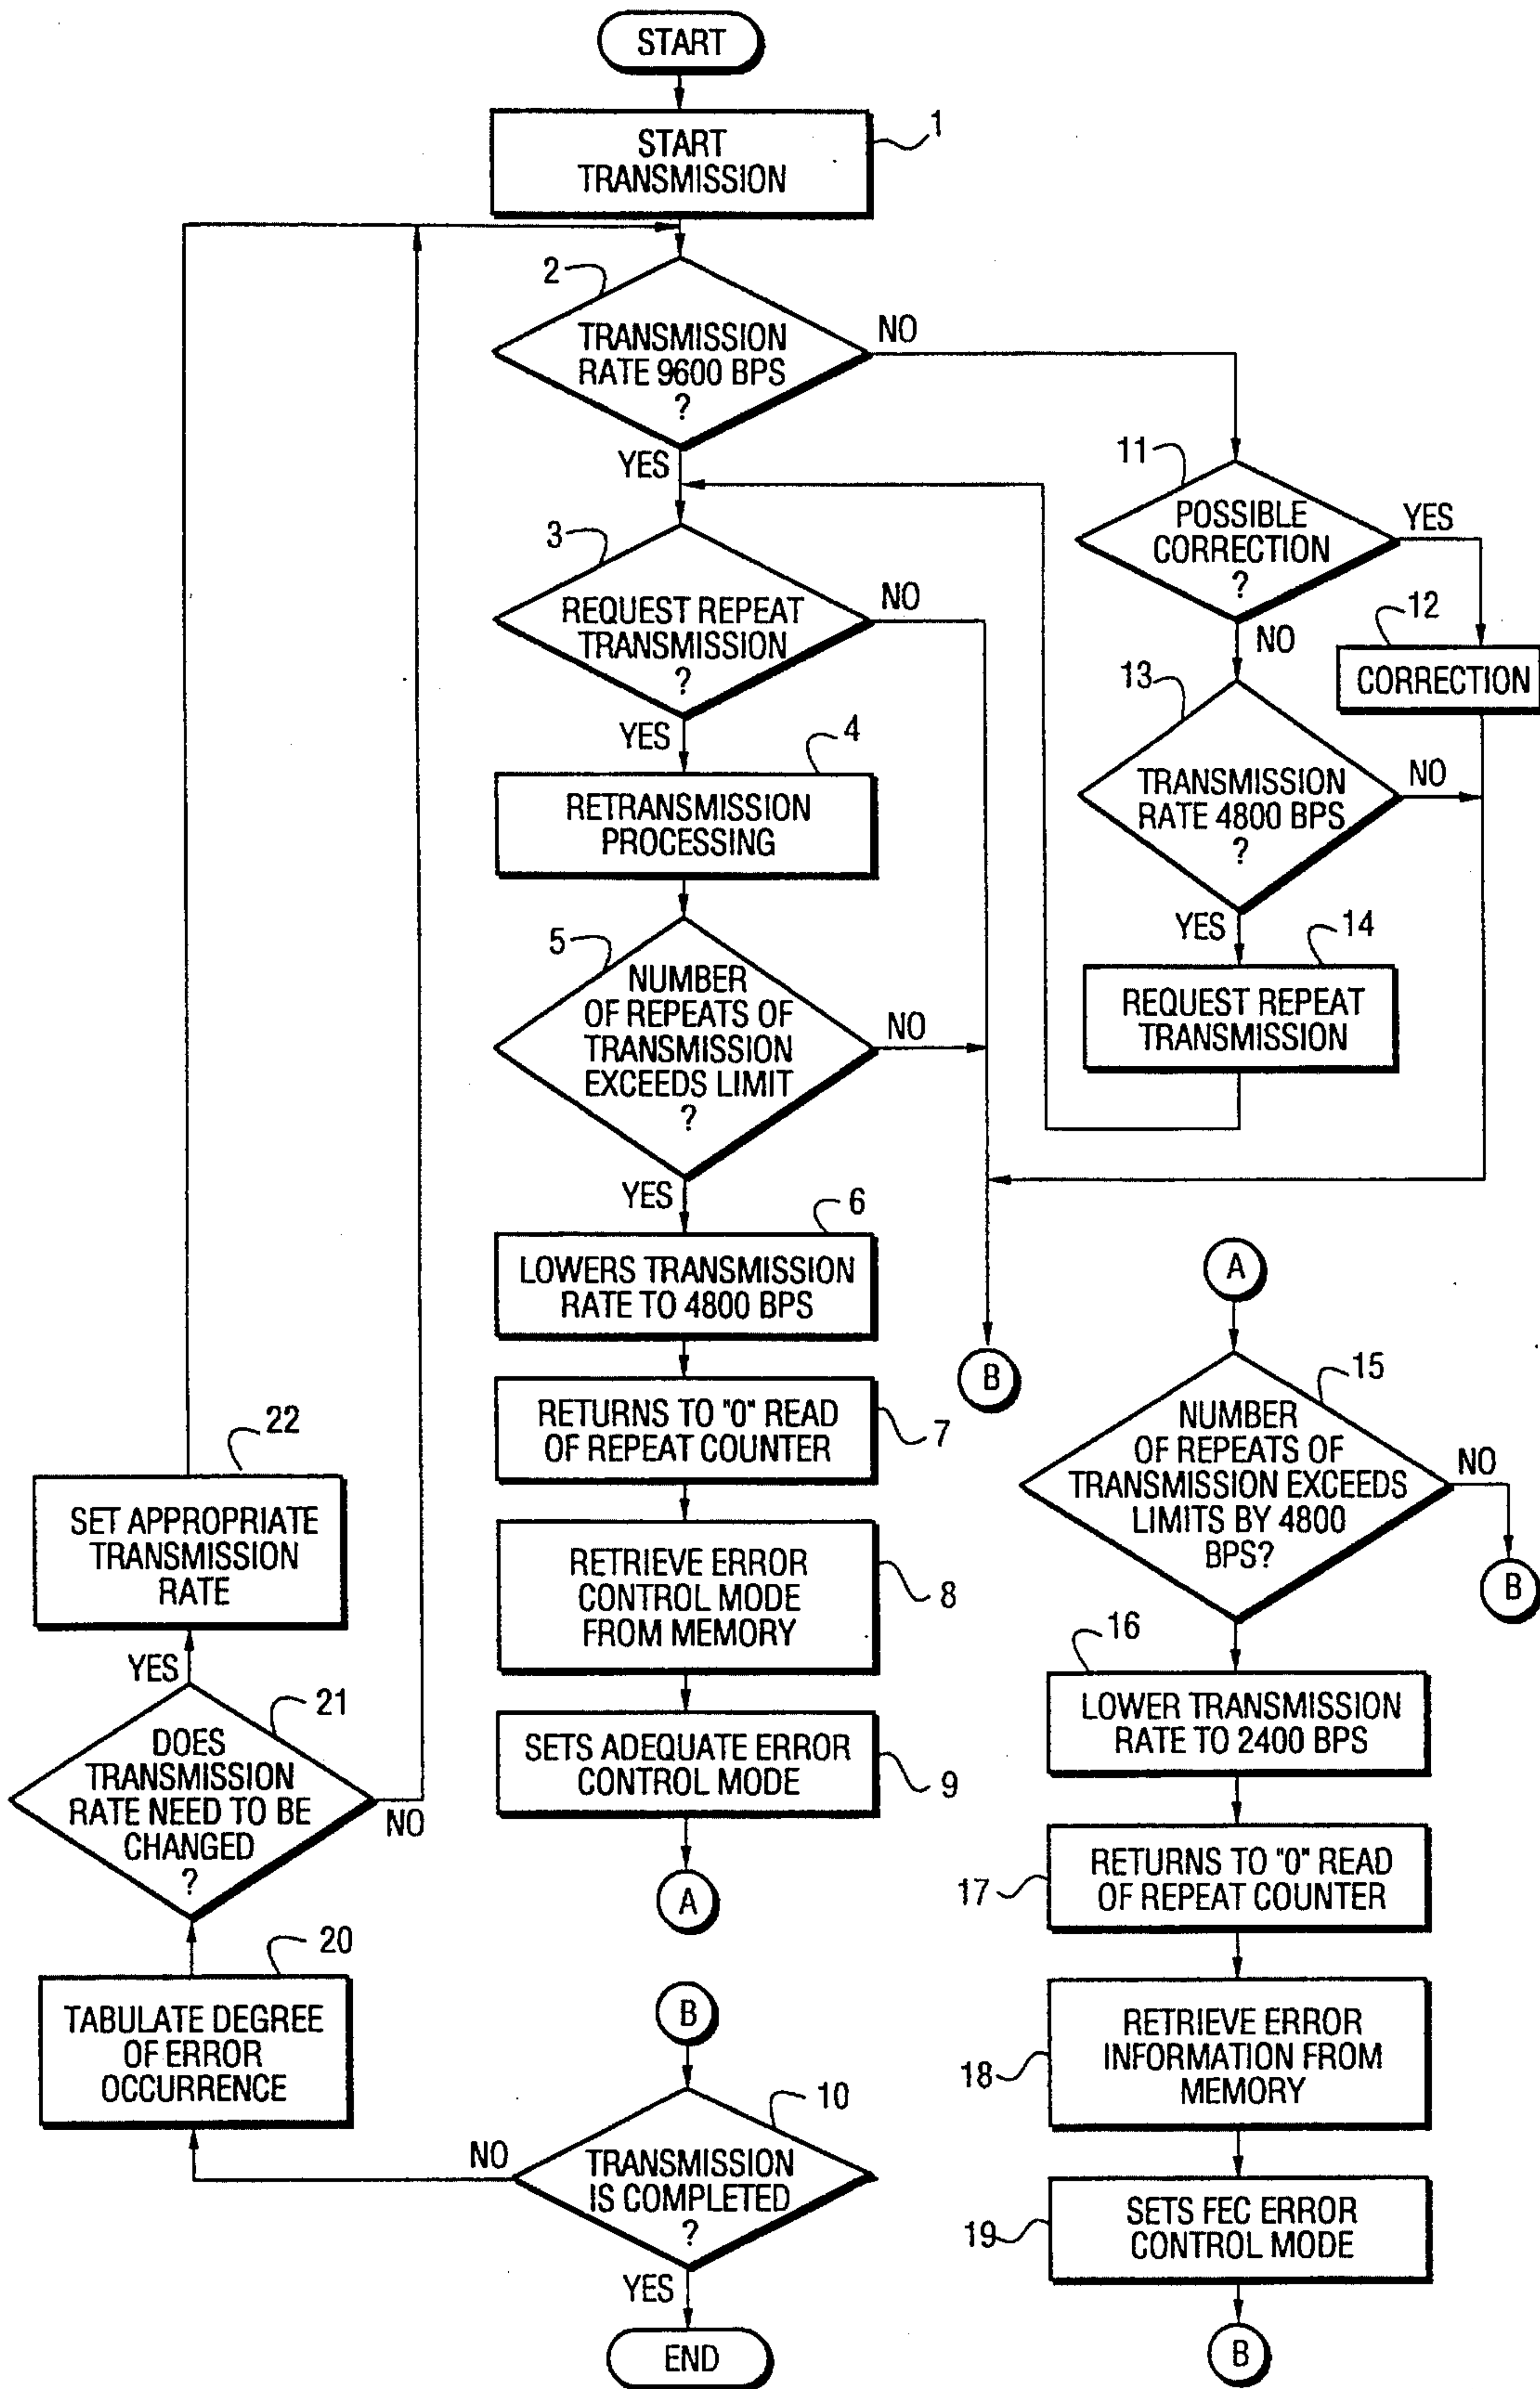 START
1
START
TRANSMISSION
2
TRANSMISSION
RATE 9600 BPS
?
NO
YES
3
REQUEST REPEAT
TRANSMISSION
?
NO
YES
4
RETRANSMISSION
PROCESSING
5
NUMBER
OF REPEATS OF
TRANSMISSION
EXCEEDS LIMIT
?
NO
YES
6
LOWERS TRANSMISSION
RATE TO 4800 BPS
RETURNS TO "0" READ
OF REPEAT COUNTER
7
RETRIEVE ERROR
CONTROL MODE
FROM MEMORY
8
SETS ADEQUATE ERROR
CONTROL MODE
9
A
B
10
TRANSMISSION
IS COMPLETED
?
NO
YES
END
11
POSSIBLE
CORRECTION
?
YES
NO
12
CORRECTION
13
TRANSMISSION
RATE 4800 BPS
?
NO
YES
14
REQUEST REPEAT
TRANSMISSION
B
A
15
NUMBER
OF REPEATS OF
TRANSMISSION EXCEEDS
LIMITS BY 4800
BPS?
NO
B
16
LOWER TRANSMISSION
RATE TO 2400 BPS
17
RETURNS TO "0" READ
OF REPEAT COUNTER
18
RETRIEVE ERROR
INFORMATION FROM
MEMORY
19
SETS FEC ERROR
CONTROL MODE
B
20
TABULATE DEGREE
OF ERROR
OCCURRENCE
21
DOES
TRANSMISSION
RATE NEED TO BE
CHANGED
?
NO
YES
22
SET APPROPRIATE
TRANSMISSION
RATE